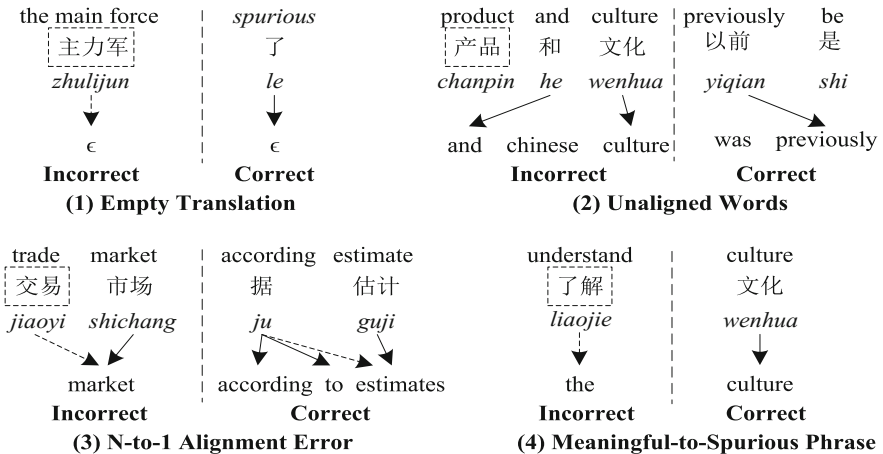 the main force spurious
主力军 了
zhulijun le
ϵ ϵ
Incorrect Correct
(1) Empty Translation
product and culture previously be
产品 和 文化 以前 是
chanpin he wenhua yiqian shi
and chinese culture was previously
Incorrect Correct
(2) Unaligned Words
trade market according estimate
交易 市场 据 估计
jiaoyi shichang ju guji
market according to estimates
Incorrect Correct
(3) N-to-1 Alignment Error
understand culture
了解 文化
liaojie wenhua
the culture
Incorrect Correct
(4) Meaningful-to-Spurious Phrase